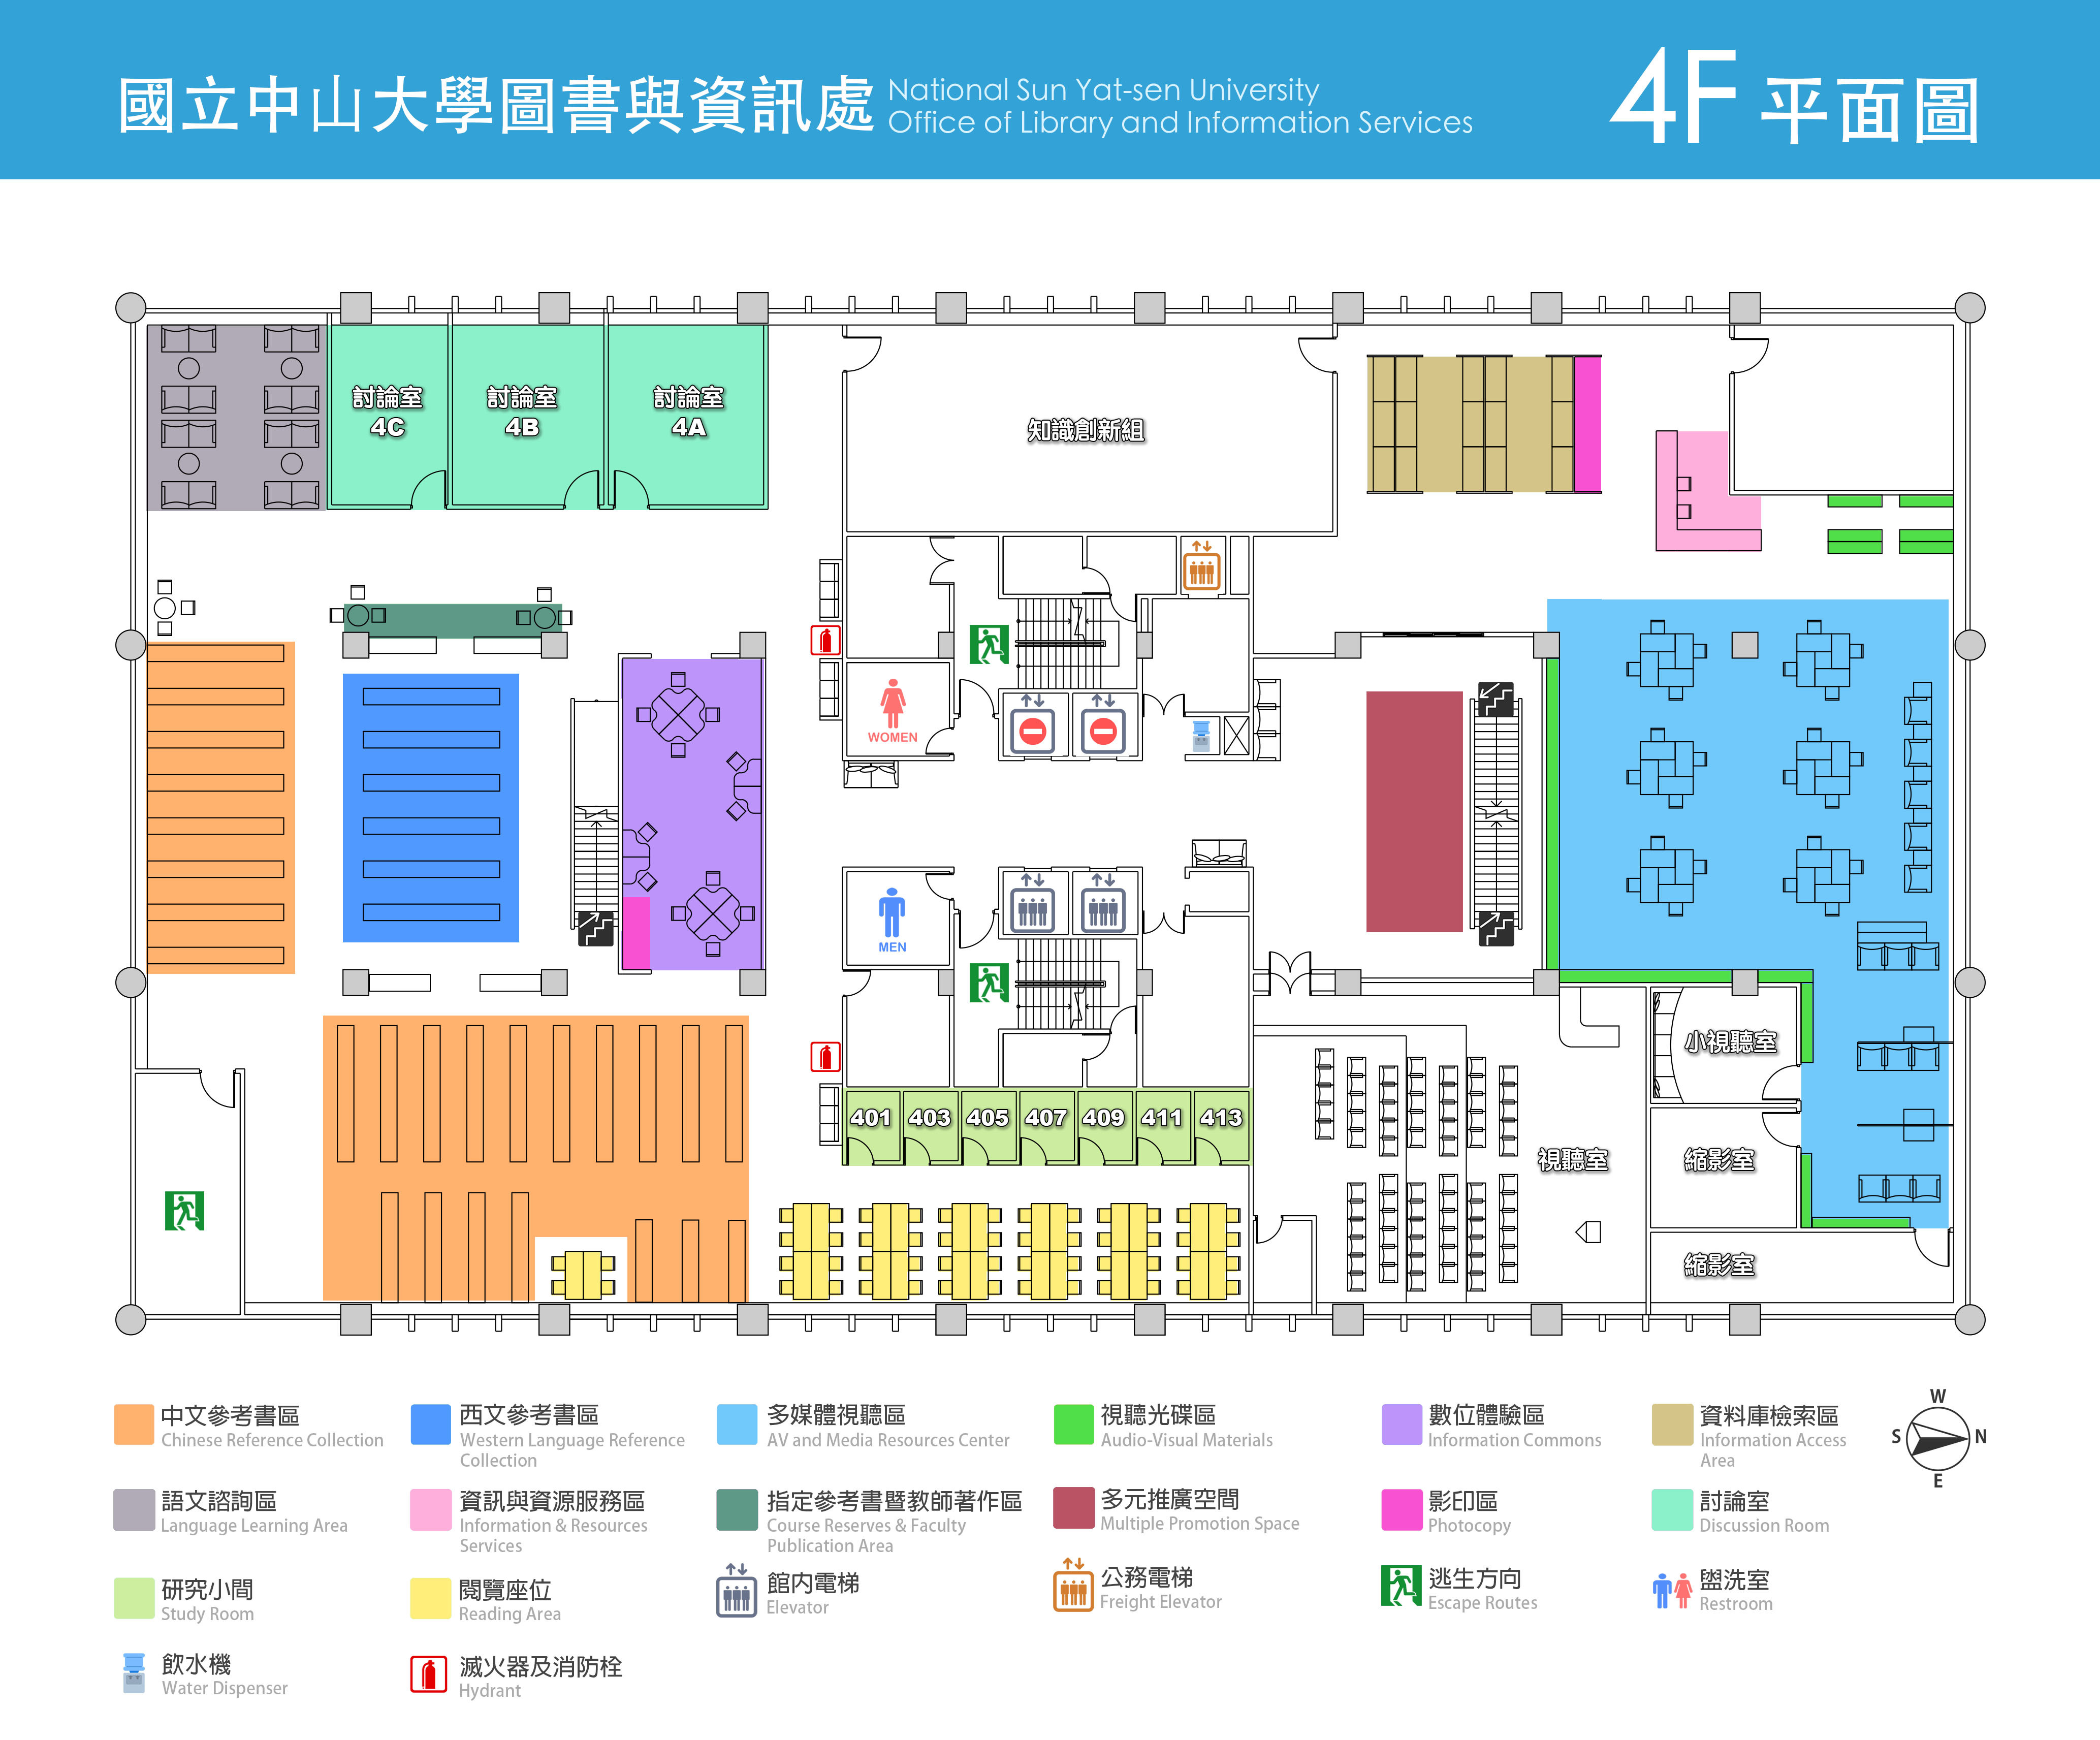 國立中山大學圖書與資訊處
National Sun Yat-sen University
Office of Library and Information Services
4F 平面圖
討論室
4C
討論室
4B
討論室
4A
知識創新組
WOMEN
MEN
401
403
405
407
409
411
413
視聽室
小視聽室
縮影室
縮影室
中文參考書區
Chinese Reference Collection
西文參考書區
Western Language Reference
Collection
多媒體視聽區
AV and Media Resources Center
視聽光碟區
Audio-Visual Materials
數位體驗區
Information Commons
資料庫檢索區
Information Access
Area
W
S
N
E
語文諮詢區
Language Learning Area
資訊與資源服務區
Information & Resources
Services
指定參考書暨教師著作區
Course Reserves & Faculty
Publication Area
多元推廣空間
Multiple Promotion Space
影印區
Photocopy
討論室
Discussion Room
研究小間
Study Room
閱覽座位
Reading Area
館內電梯
Elevator
公務電梯
Freight Elevator
逃生方向
Escape Routes
盥洗室
Restroom
飲水機
Water Dispenser
滅火器及消防栓
Hydrant